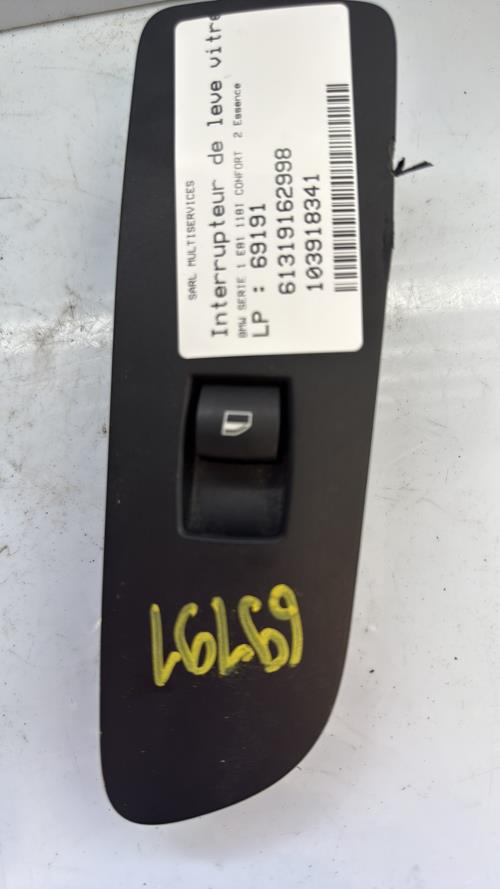 SARL MULTISERVICES
Interrupteur de leve vitre
BMW SERIE 1 E81 118I CONFORT 2 Essence
LP : 69191
61319162998
103918341
69191